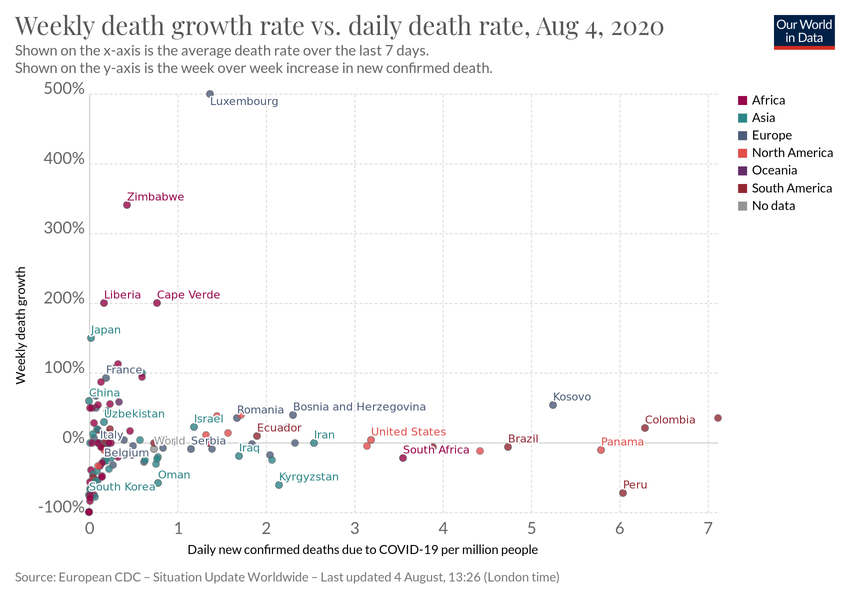 Weekly death growth rate vs. daily death rate, Aug 4, 2020
Shown on the x-axis is the average death rate over the last 7 days.
Shown on the y-axis is the week over week increase in new confirmed death.
Our World
in Data
500%
400%
300%
200%
100%
0%
-100%
Weekly death growth
Luxembourg
Zimbabwe
Liberia
Cape Verde
Japan
France
China
Uzbekistan
Israel
Romania
Bosnia and Herzegovina
Kosovo
Colombia
Italy
World
Serbia
Ecuador
Iran
United States
Brazil
Panama
Belgium
Iraq
South Africa
South Korea
Oman
Kyrgyzstan
Peru
0
1
2
3
4
5
6
7
Daily new confirmed deaths due to COVID-19 per million people
Africa
Asia
Europe
North America
Oceania
South America
No data
Source: European CDC – Situation Update Worldwide – Last updated 4 August, 13:26 (London time)